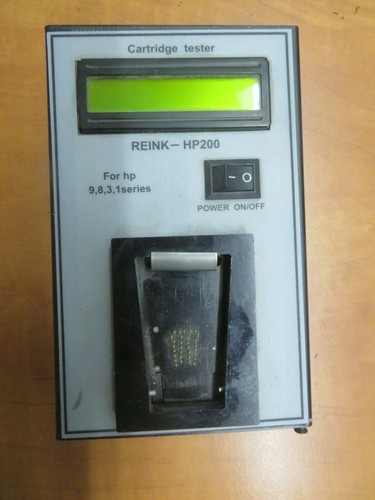 Cartridge tester
REINK-HP200
For hp
9,8,3,1series
- O
POWER ON/OFF